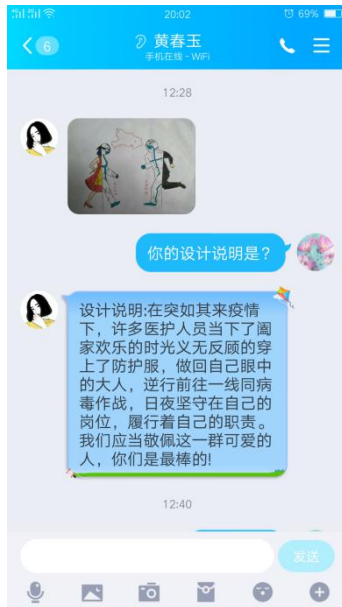 20:02
69%
6
黄春玉
手机在线 - WiFi
12:28
你的设计说明是？
设计说明:在突如其来疫情
下，许多医护人员当下了阖
家欢乐的时光义无反顾的穿
上了防护服，做回自己眼中
的大人，逆行前往一线同病
毒作战，日夜坚守在自己的
岗位，履行着自己的职责。
我们应当敬佩这一群可爱的
人，你们是最棒的!
12:40
发送